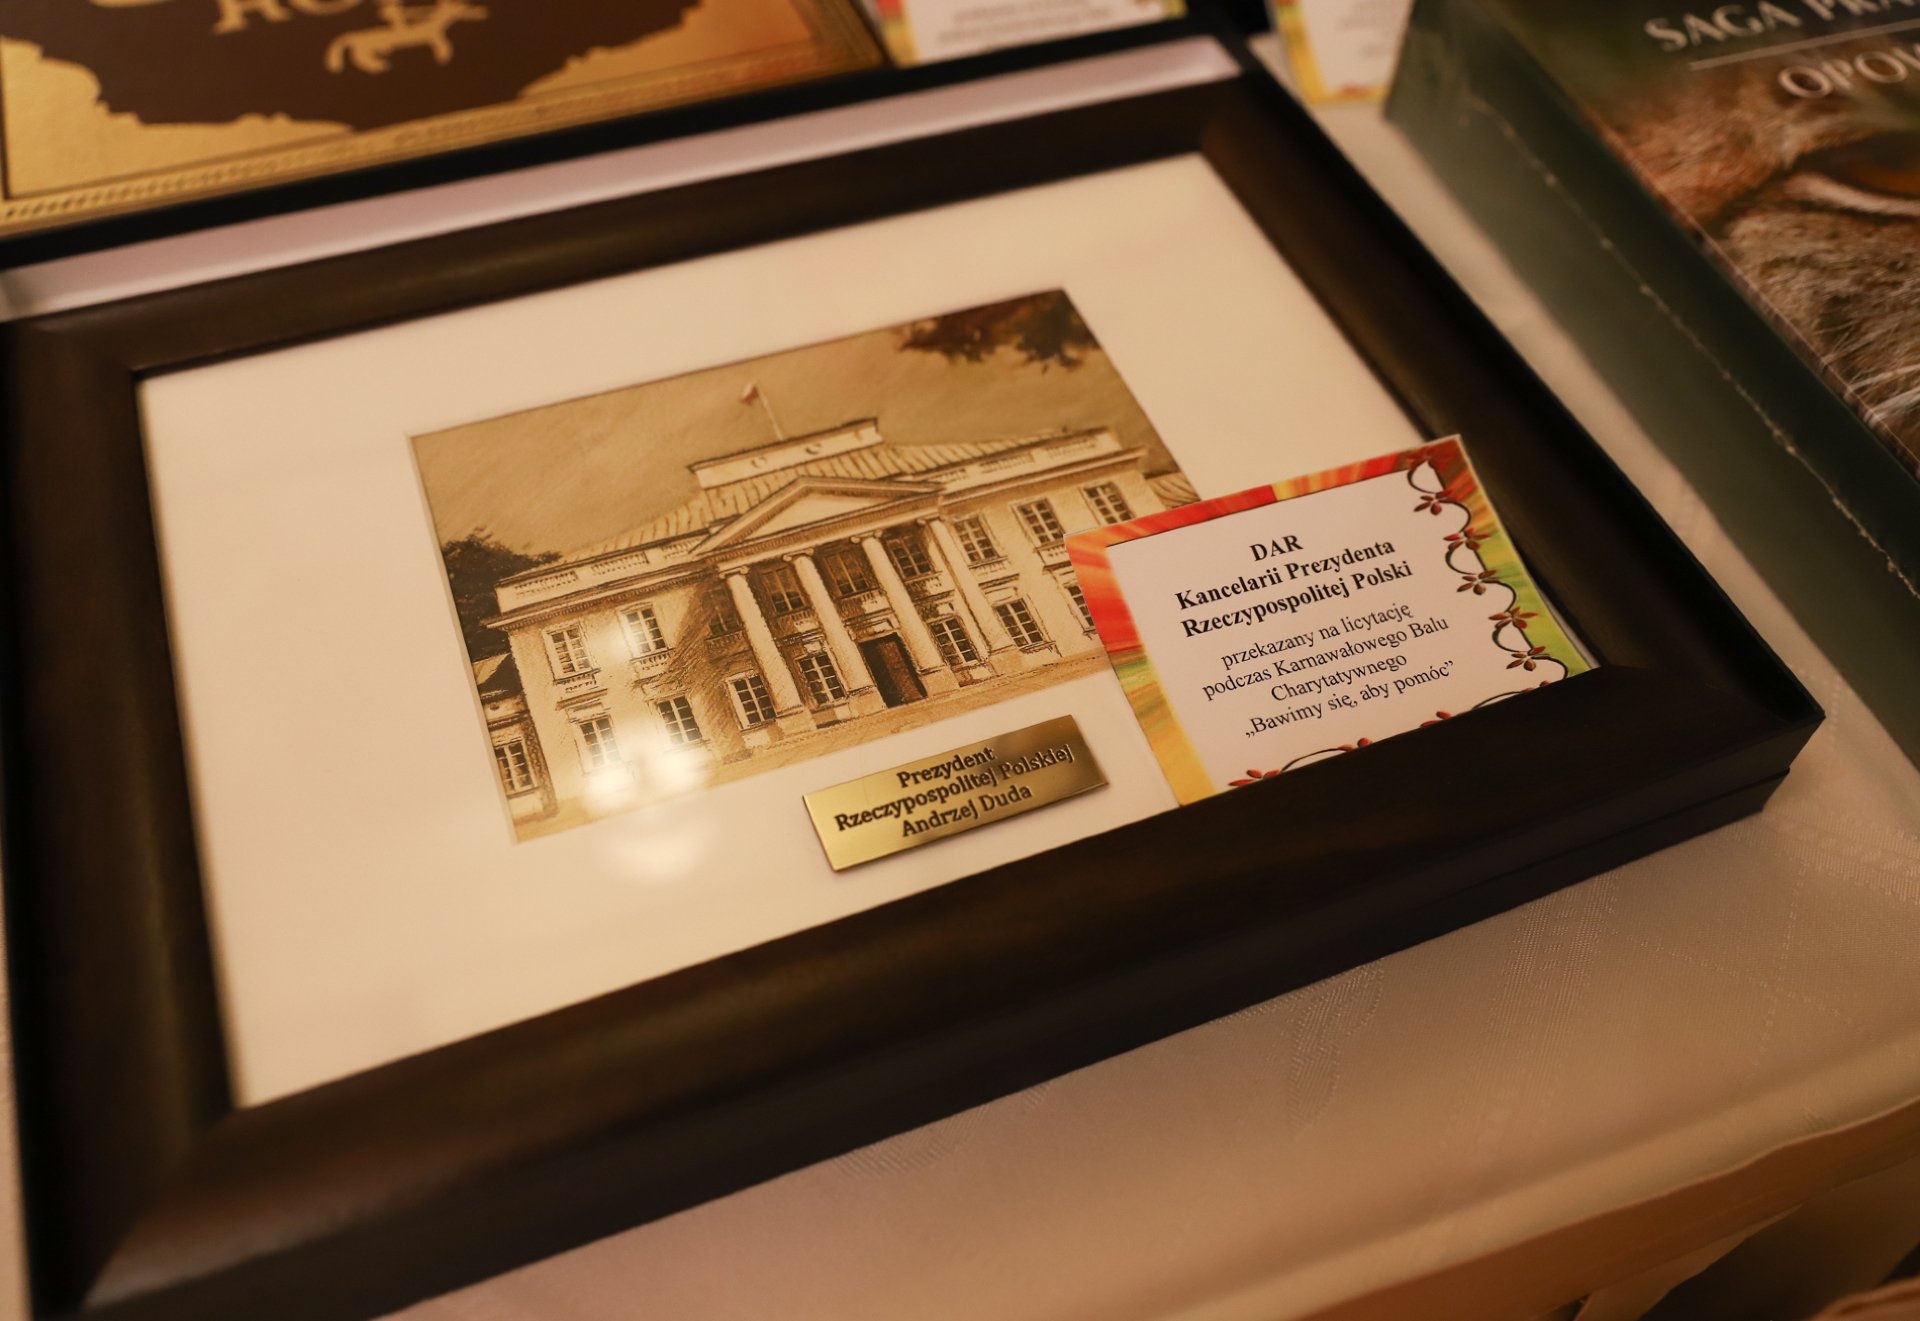 SAGA
DAR
Kancelarii Prezydenta
Rzeczypospolitej Polski
przekazany na licytację
podczas Karnawałowego Balu
Charytatywnego
„Bawimy się, aby pomóc”
Prezydent
Rzeczypospolitej Polskiej
Andrzej Duda